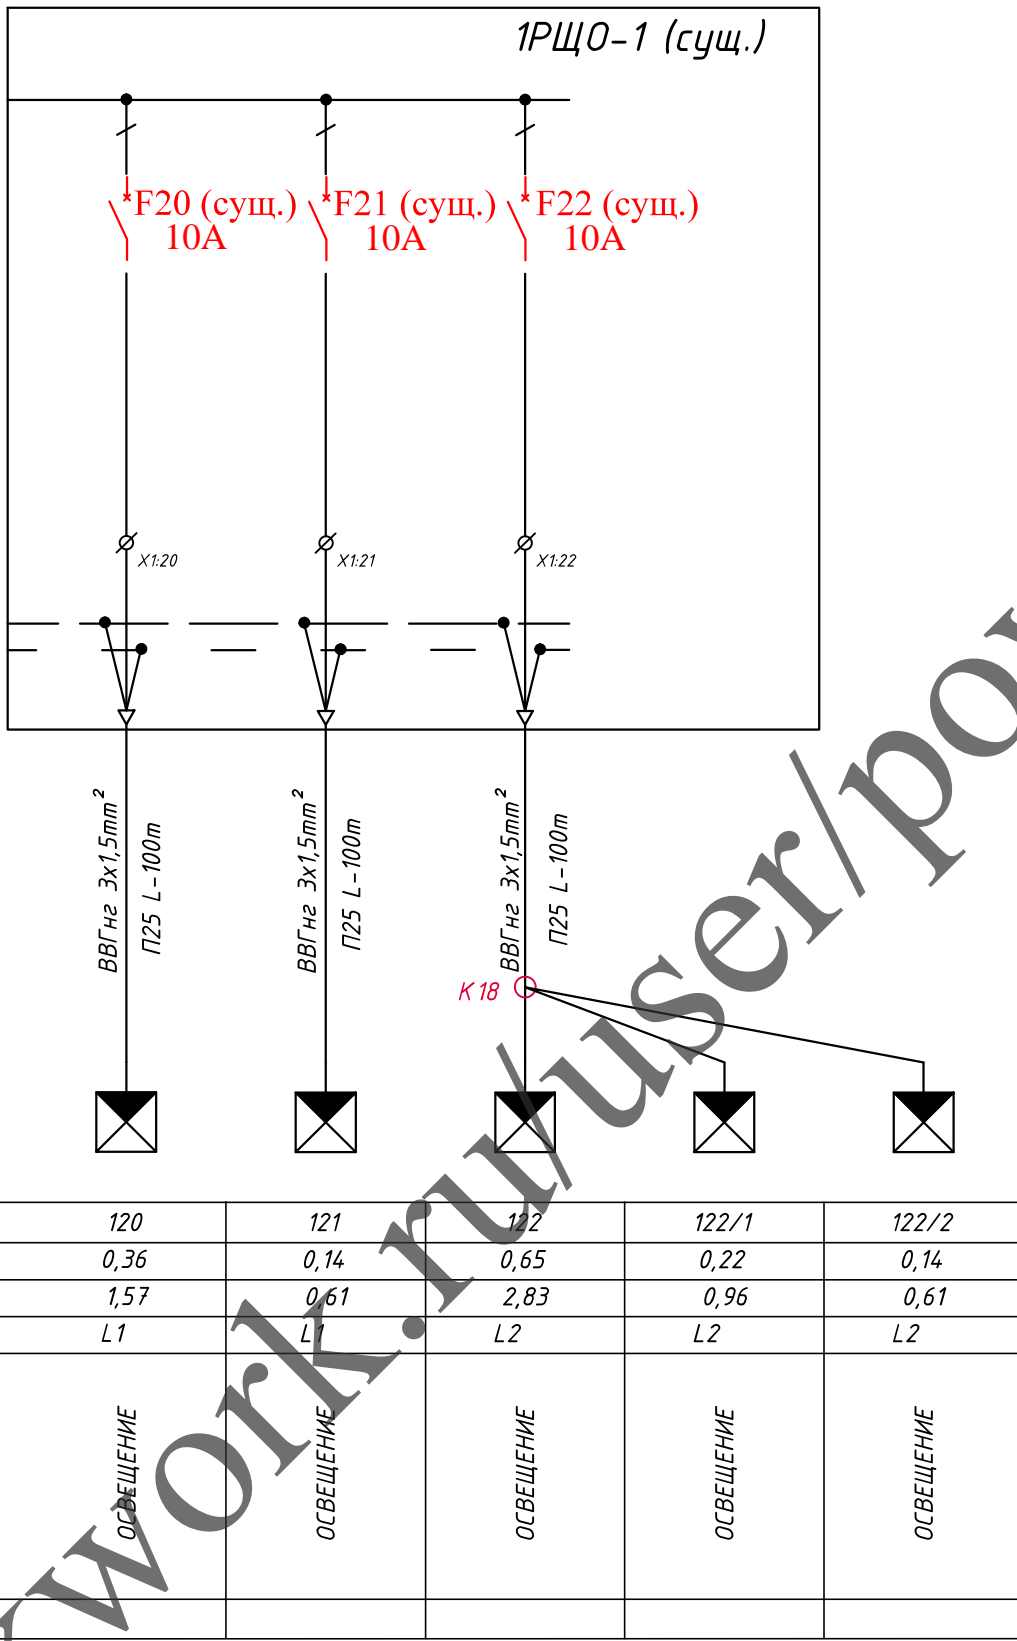 1РЩО-1 (сущ.)
F20 (сущ.)
10А
F21 (сущ.)
10А
F22 (сущ.)
10А
X1:20
X1:21
X1:22
ВВГнг 3х1,5mm²
П25 L-100m
ВВГнг 3х1,5mm²
П25 L-100m
ВВГнг 3х1,5mm²
П25 L-100m
К18
120 121 122 122/1 122/2
0,36 0,14 0,65 0,22 0,14
1,57 0,61 2,83 0,96 0,61
L1 L1 L2 L2 L2
ОСВЕЩЕНИЕ ОСВЕЩЕНИЕ ОСВЕЩЕНИЕ ОСВЕЩЕНИЕ ОСВЕЩЕНИЕ
work.ru/user/po